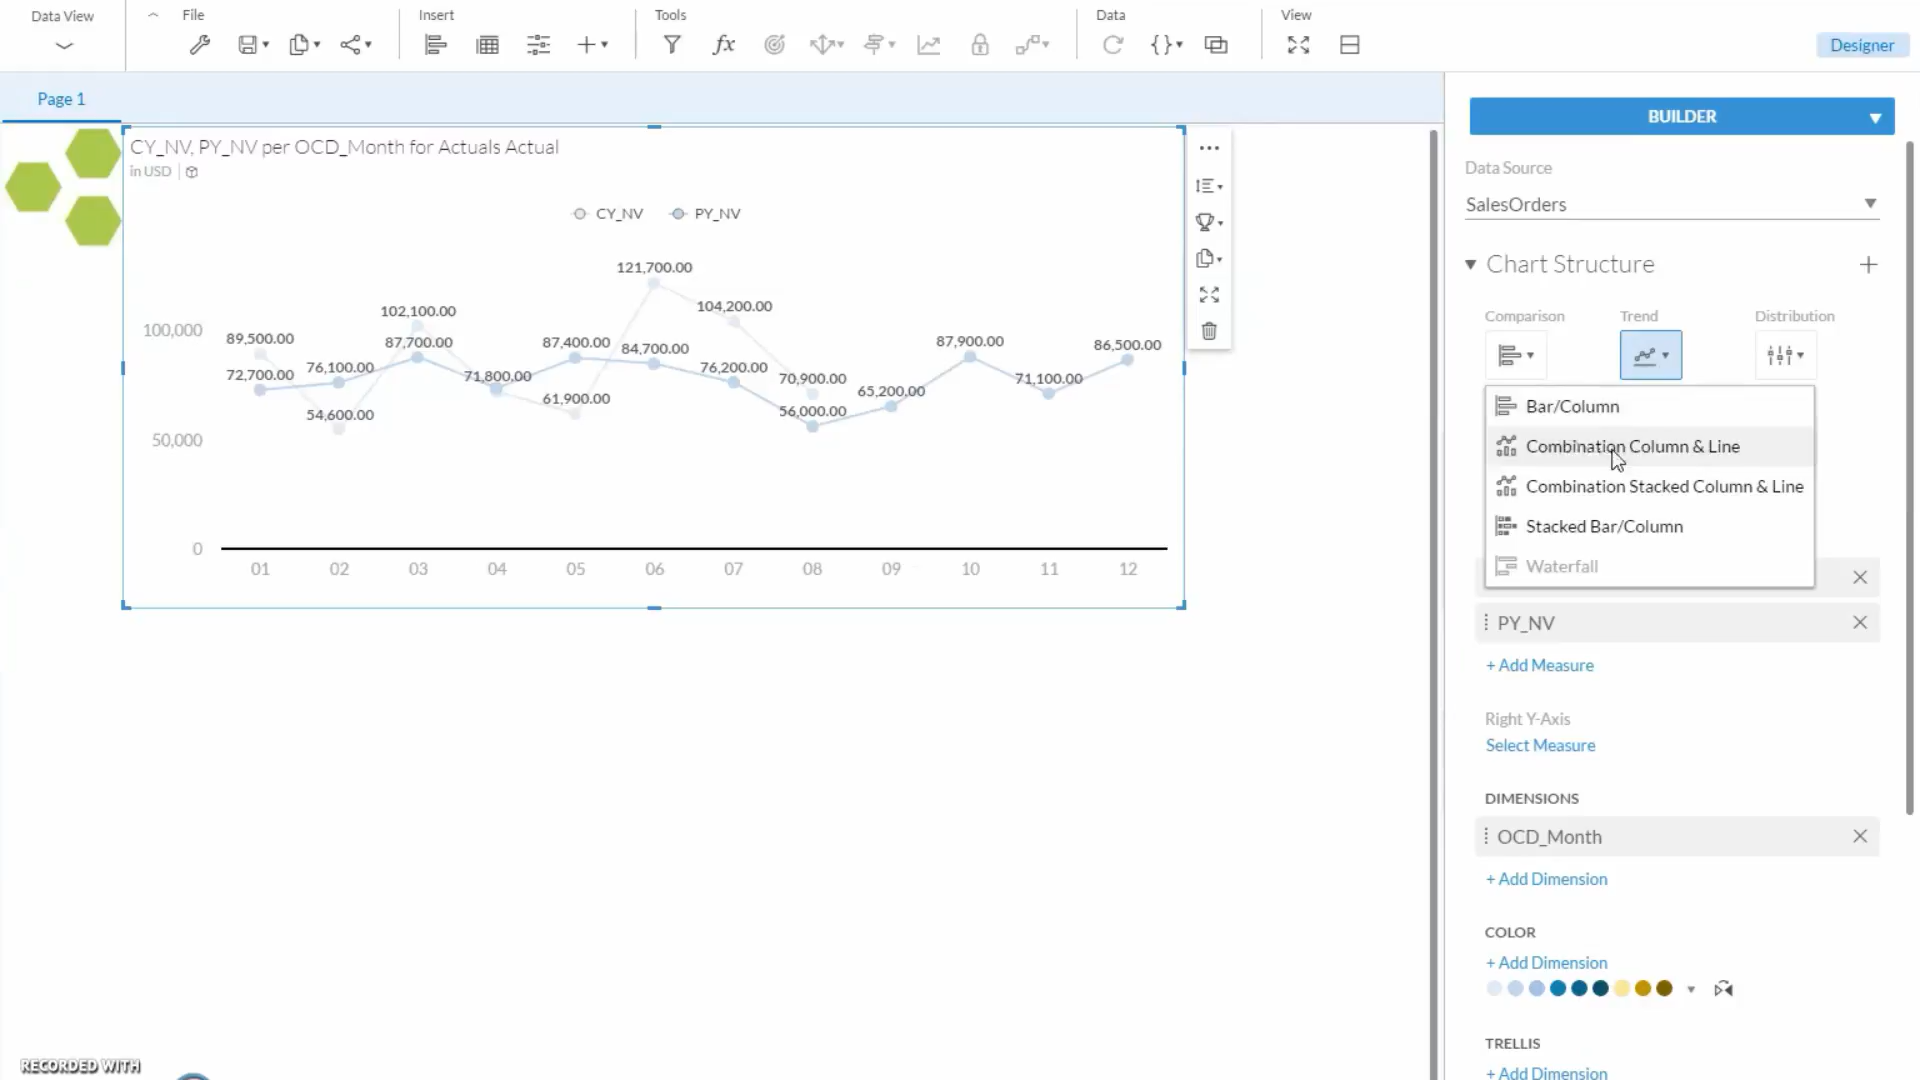 Data View
File
Insert
Tools
Data
View
Designer
Page 1
BUILDER
CY_NV, PY_NV per OCD_Month for Actuals Actual
in USD
CY_NV PY_NV
121,700.00
104,200.00
102,100.00
100,000
89,500.00
87,700.00
87,400.00
84,700.00
87,900.00
86,500.00
72,700.00
76,100.00
71,800.00
76,200.00
70,900.00
71,100.00
54,600.00
61,900.00
56,000.00
65,200.00
50,000
0
01 02 03 04 05 06 07 08 09 10 11 12
Data Source
SalesOrders
Chart Structure
Comparison Trend Distribution
Bar/Column
Combination Column & Line
Combination Stacked Column & Line
Stacked Bar/Column
Waterfall
PY_NV
+ Add Measure
Right Y-Axis
Select Measure
DIMENSIONS
OCD_Month
+ Add Dimension
COLOR
+ Add Dimension
TRELLIS
+ Add Dimension
RECORDED WITH